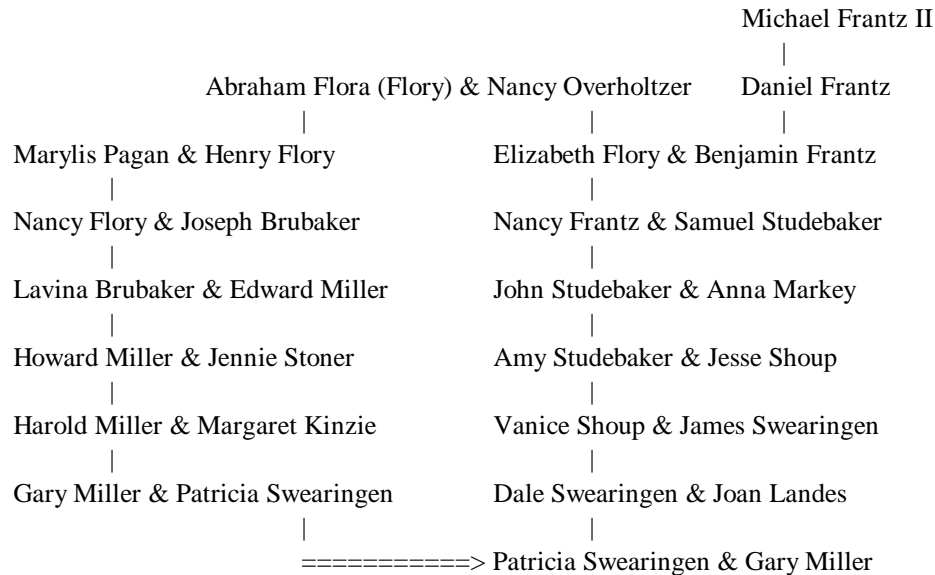 Michael Frantz II
|
Abraham Flora (Flory) & Nancy Overholtzer Daniel Frantz
| | |
Marylis Pagan & Henry Flory Elizabeth Flory & Benjamin Frantz
| |
Nancy Flory & Joseph Brubaker Nancy Frantz & Samuel Studebaker
| |
Lavina Brubaker & Edward Miller John Studebaker & Anna Markey
| |
Howard Miller & Jennie Stoner Amy Studebaker & Jesse Shoup
| |
Harold Miller & Margaret Kinzie Vanice Shoup & James Swearingen
| |
Gary Miller & Patricia Swearingen Dale Swearingen & Joan Landes
| |
===========> Patricia Swearingen & Gary Miller